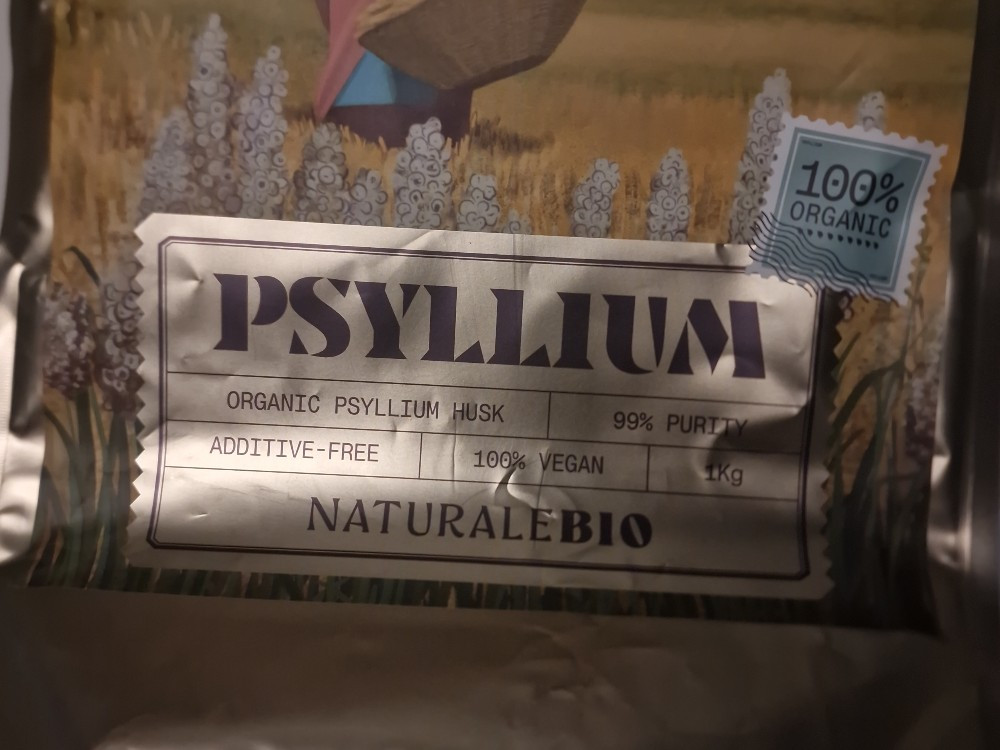 100%
ORGANIC
PSYLLIUM
ORGANIC PSYLLIUM HUSK 99% PURITY
ADDITIVE-FREE 100% VEGAN 1Kg
NATURALEBIO